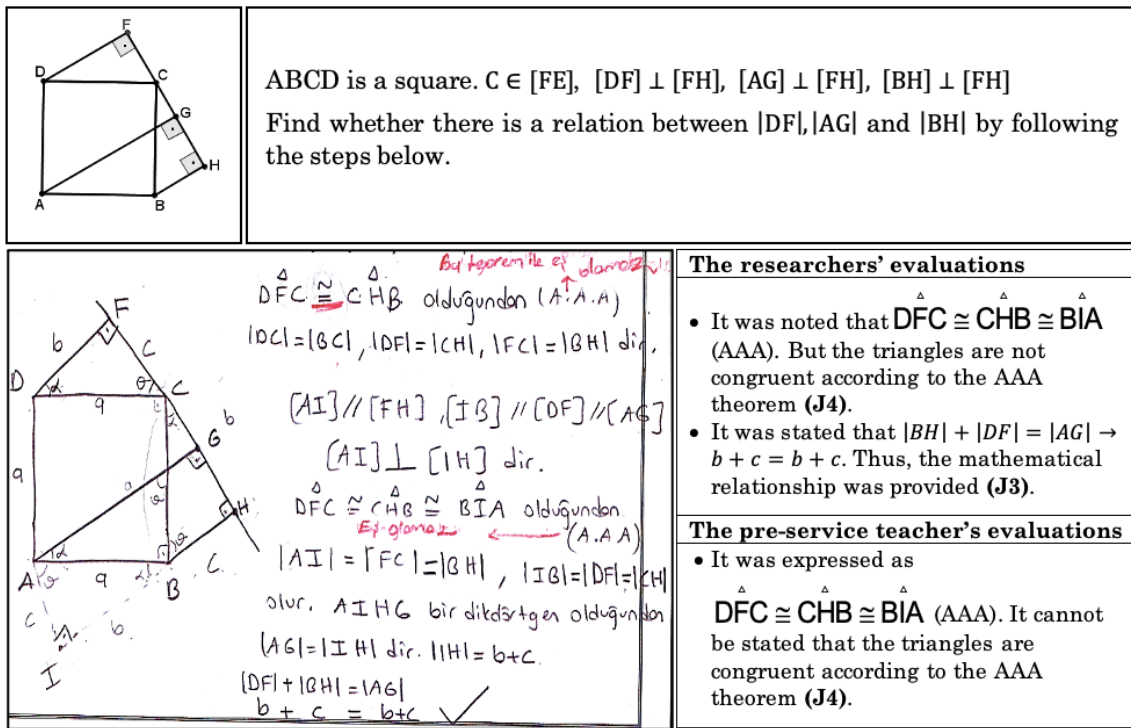 F
D
C
G
H
A
B
ABCD is a square. C ∈ [FE), [DF] ⊥ [FH], [AG] ⊥ [FH], [BH] ⊥ [FH]
Find whether there is a relation between |DF|, |AG| and |BH| by following
the steps below.
Bu teorem ile eş olamaz
DFC ≅ CHB olduğundan (A.A.A)
|DC|=|BC|, |DF|=|CH|, |FC|=|BH| dir.
[AI]//[FH], [IB]//[DF]//[AG]
[AI]⊥[IH] dir.
DFC ≅ CHB ≅ BIA olduğundan
Eş olamaz
(A.A.A)
|AI|=|FC|=|BH|, |IB|=|DF|=|CH|
olur. AIHG bir dikdörtgen olduğundan
|AG|=|IH| dir. |IH|=b+c.
|DF|+|BH|=|AG|
b + c = b+c ✓
F
b
c
D
α
θ
C
a
α
b
G
a
H
A
α
a
B
c
c
b
I
The researchers' evaluations
• It was noted that DFC ≅ CHB ≅ BIA
(AAA). But the triangles are not
congruent according to the AAA
theorem (J4).
• It was stated that |BH| + |DF| = |AG| →
b + c = b + c. Thus, the mathematical
relationship was provided (J3).
The pre-service teacher's evaluations
• It was expressed as
DFC ≅ CHB ≅ BIA (AAA). It cannot
be stated that the triangles are
congruent according to the AAA
theorem (J4).